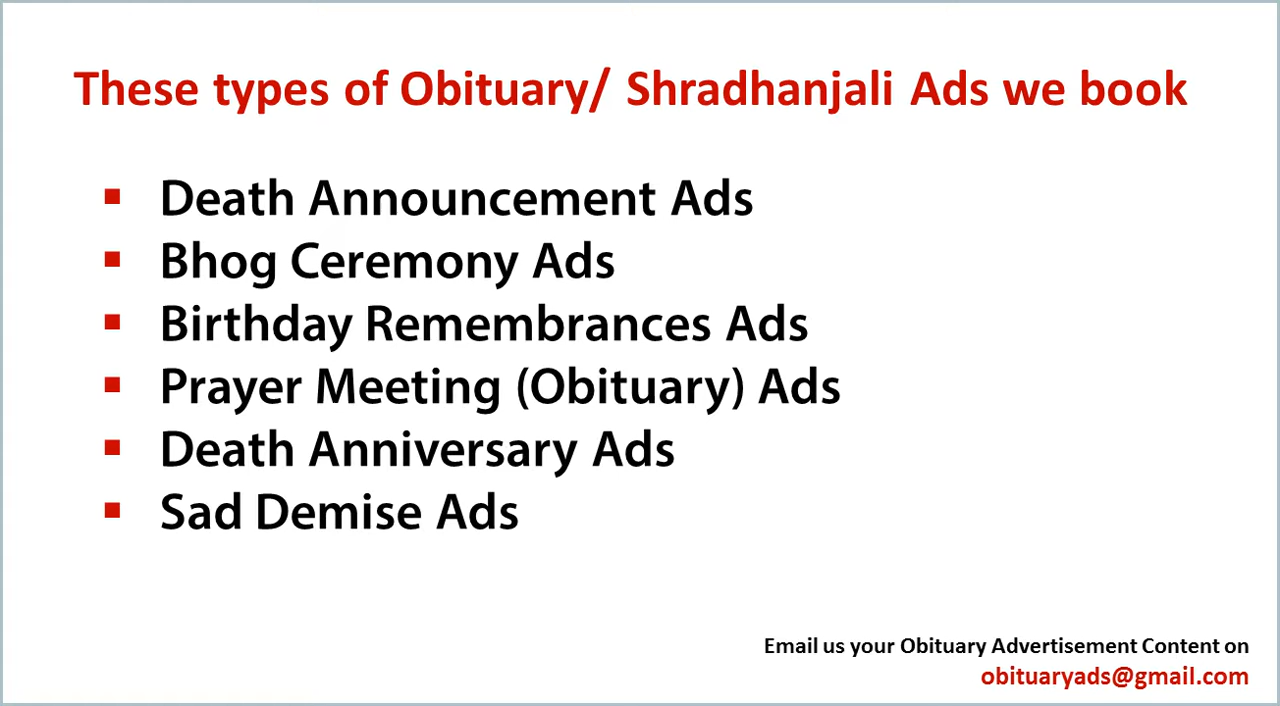 These types of Obituary/ Shradhanjali Ads we book
Death Announcement Ads
Bhog Ceremony Ads
Birthday Remembrances Ads
Prayer Meeting (Obituary) Ads
Death Anniversary Ads
Sad Demise Ads
Email us your Obituary Advertisement Content on
obituaryads@gmail.com